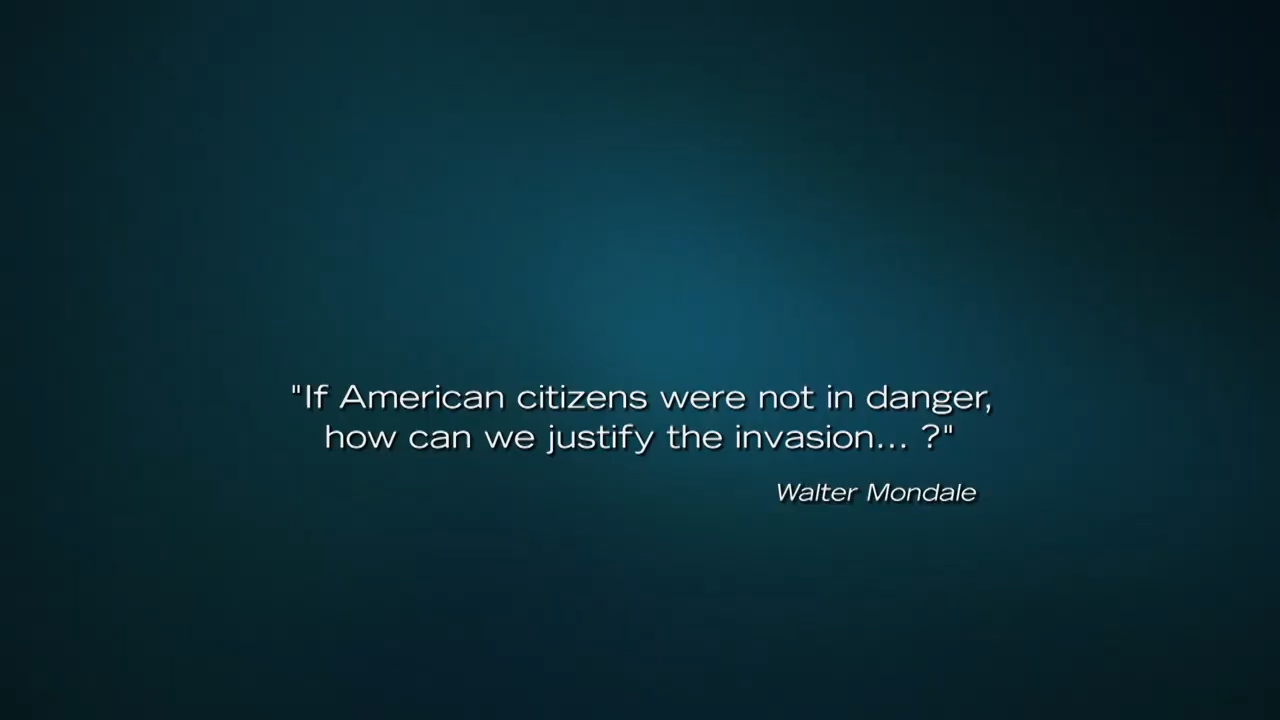 "If American citizens were not in danger,
how can we justify the invasion... ?"
Walter Mondale